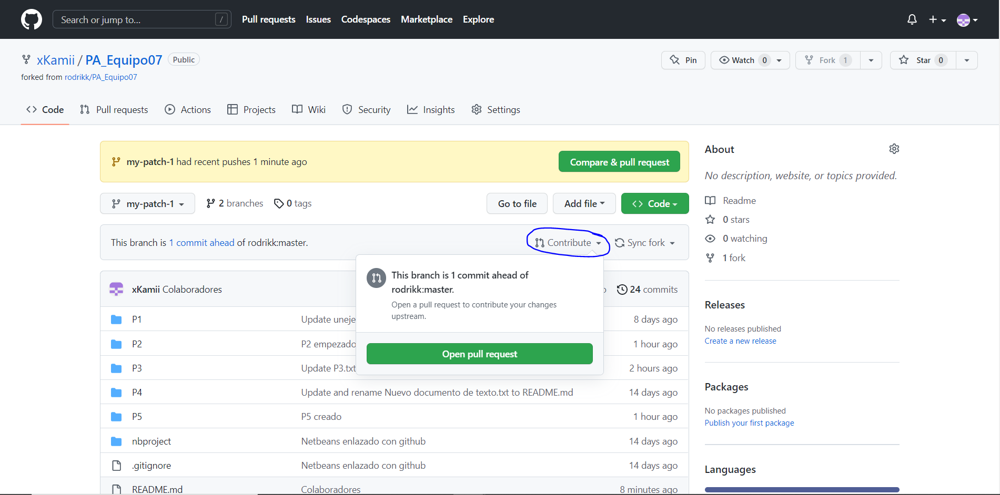 Search or jump to...
/
Pull requests
Issues
Codespaces
Marketplace
Explore
xKamii / PA_Equipo07
Public
forked from rodrikk/PA_Equipo07
Pin
Watch 0
Fork 1
Star 0
Code
Pull requests
Actions
Projects
Wiki
Security
Insights
Settings
my-patch-1 had recent pushes 1 minute ago
Compare & pull request
my-patch-1
2 branches
0 tags
Go to file
Add file
Code
This branch is 1 commit ahead of rodrikk:master.
Contribute
Sync fork
This branch is 1 commit ahead of
rodrikk:master.
Open a pull request to contribute your changes
upstream.
Open pull request
xKamii Colaboradores
24 commits
P1
Update uneje
8 days ago
P2
P2 empezado
1 hour ago
P3
Update P3.txt
2 hours ago
P4
Update and rename Nuevo documento de texto.txt to README.md
14 days ago
P5
P5 creado
1 hour ago
nbproject
Netbeans enlazado con github
14 days ago
.gitignore
Netbeans enlazado con github
14 days ago
README.md
Colaboradores
8 minutes ago
About
No description, website, or topics provided.
Readme
0 stars
0 watching
1 fork
Releases
No releases published
Create a new release
Packages
No packages published
Publish your first package
Languages